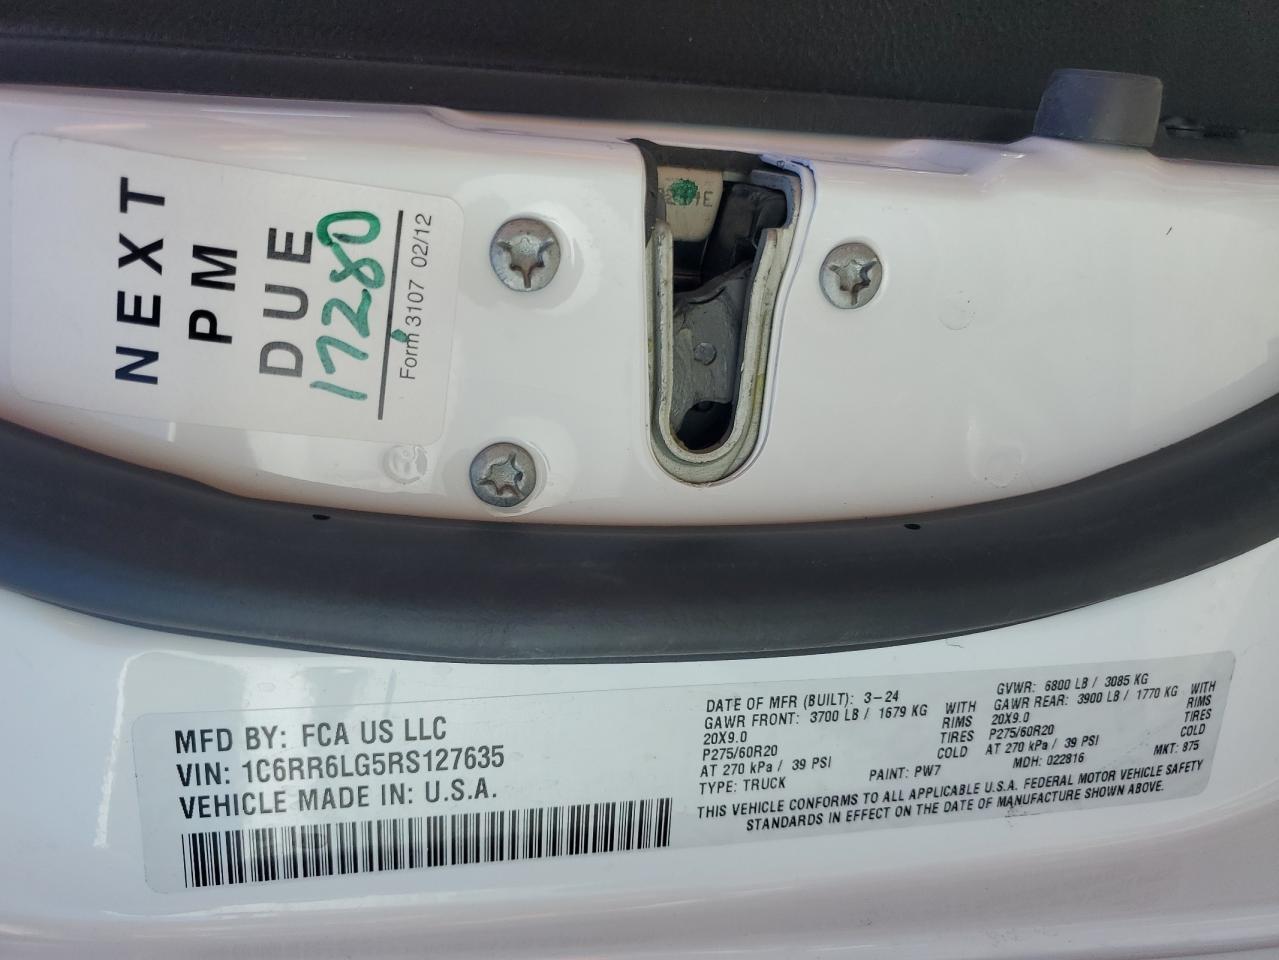 NEXT
PM
DUE
17280
Form 3107 02/12
MFD BY: FCA US LLC
VIN: 1C6RR6LG5RS127635
VEHICLE MADE IN: U.S.A.
DATE OF MFR (BUILT): 3-24
GAWR FRONT: 3700 LB / 1679 KG WITH
20X9.0 RIMS
P275/60R20 TIRES
AT 270 kPa / 39 PSI COLD
TYPE: TRUCK PAINT: PW7
GVWR: 6800 LB / 3085 KG
GAWR REAR: 3900 LB / 1770 KG WITH
20X9.0 RIMS
P275/60R20 TIRES
AT 270 kPa / 39 PSI COLD
MDH: 022816 MKT: 875
THIS VEHICLE CONFORMS TO ALL APPLICABLE U.S.A. FEDERAL MOTOR VEHICLE SAFETY
STANDARDS IN EFFECT ON THE DATE OF MANUFACTURE SHOWN ABOVE.